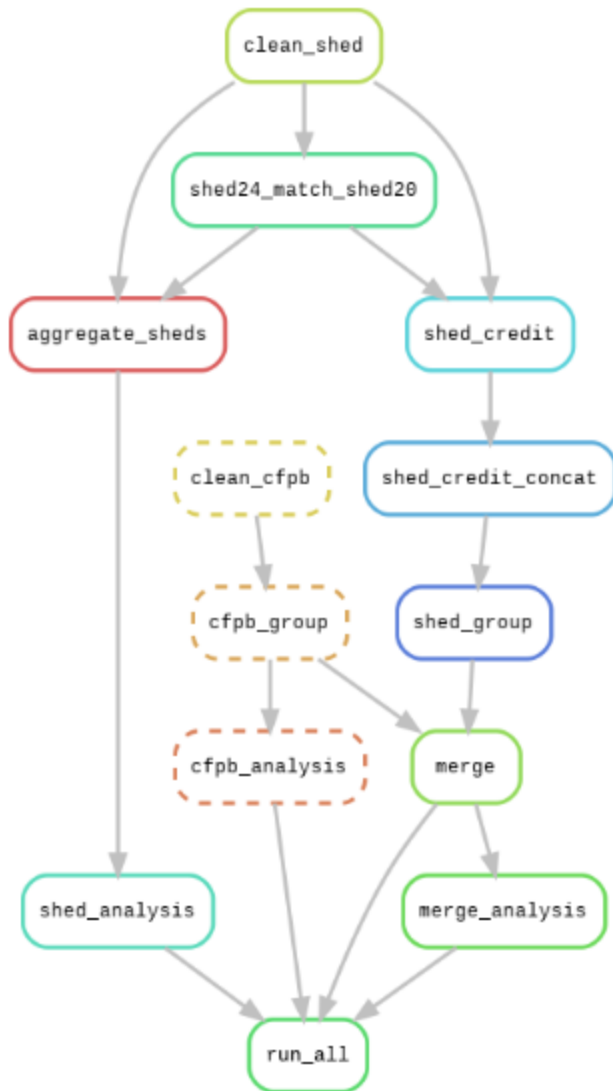 clean_shed
shed24_match_shed20
aggregate_sheds
shed_credit
clean_cfpb
shed_credit_concat
cfpb_group
shed_group
cfpb_analysis
merge
shed_analysis
merge_analysis
run_all